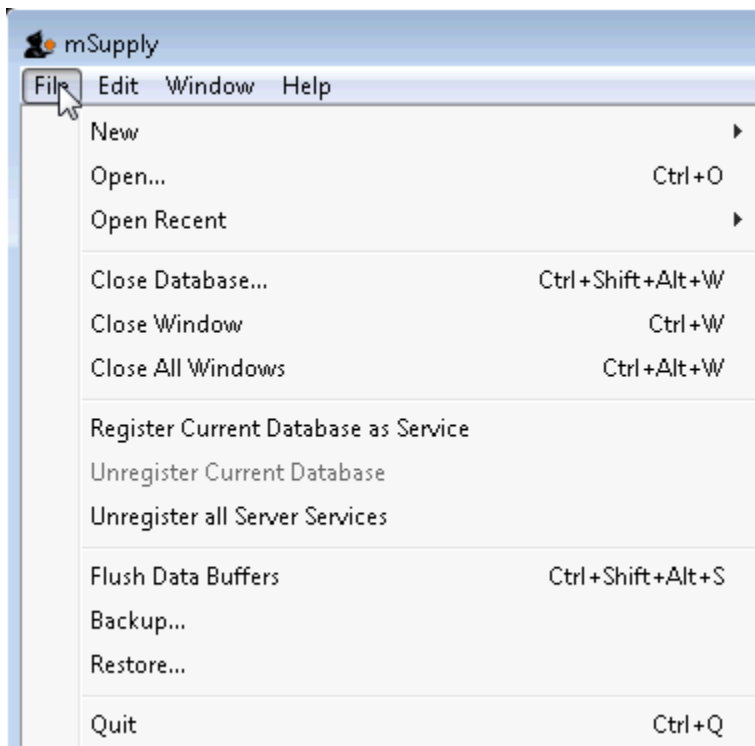 mSupply
File Edit Window Help
New
Open... Ctrl+O
Open Recent
Close Database... Ctrl+Shift+Alt+W
Close Window Ctrl+W
Close All Windows Ctrl+Alt+W
Register Current Database as Service
Unregister Current Database
Unregister all Server Services
Flush Data Buffers Ctrl+Shift+Alt+S
Backup...
Restore...
Quit Ctrl+Q